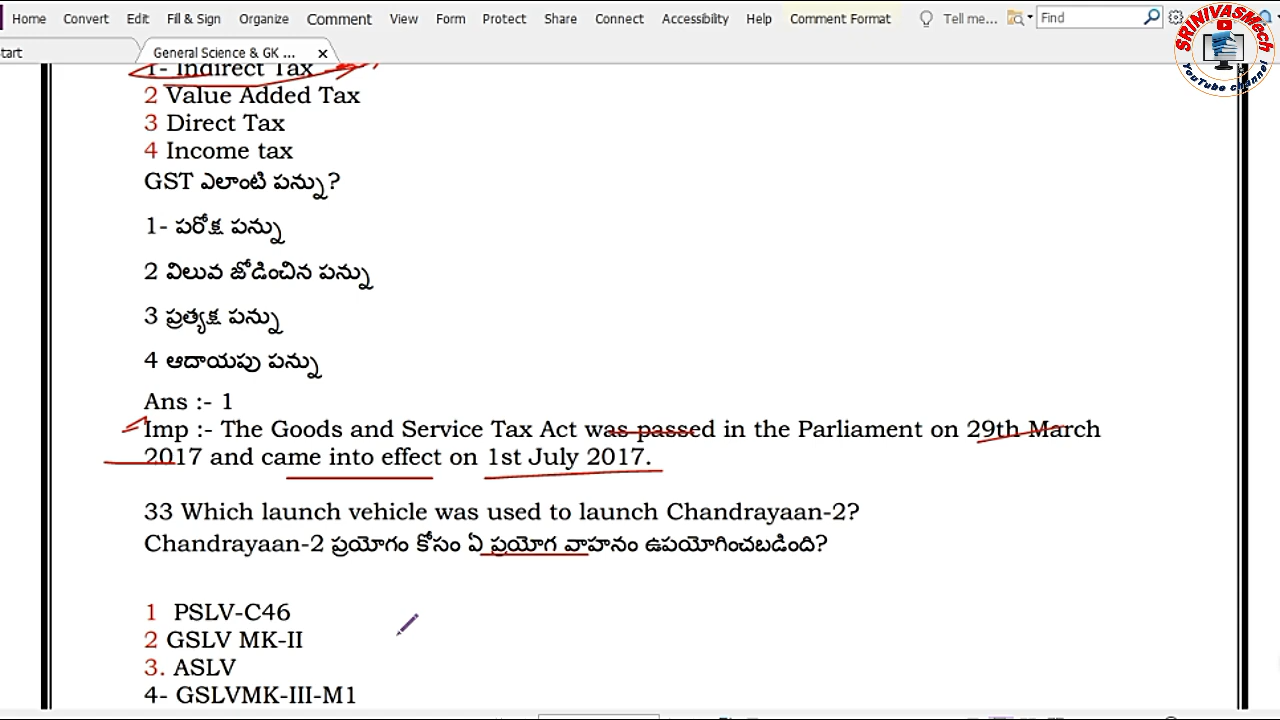 Home Convert Edit Fill & Sign Organize Comment View Form Protect Share Connect Accessibility Help Comment Format Tell me... Find
tart General Science & GK ... ×
SRINIVASMech
YouTube channel
1- Indirect Tax
2 Value Added Tax
3 Direct Tax
4 Income tax
GST ఎలాంటి పన్ను?
1- పరోక్ష పన్ను
2 విలువ జోడించిన పన్ను
3 ప్రత్యక్ష పన్ను
4 ఆదాయపు పన్ను
Ans :- 1
Imp :- The Goods and Service Tax Act was passed in the Parliament on 29th March
2017 and came into effect on 1st July 2017.
33 Which launch vehicle was used to launch Chandrayaan-2?
Chandrayaan-2 ప్రయోగం కోసం ఏ ప్రయోగ వాహనం ఉపయోగించబడింది?
1 PSLV-C46
2 GSLV MK-II
3. ASLV
4- GSLVMK-III-M1